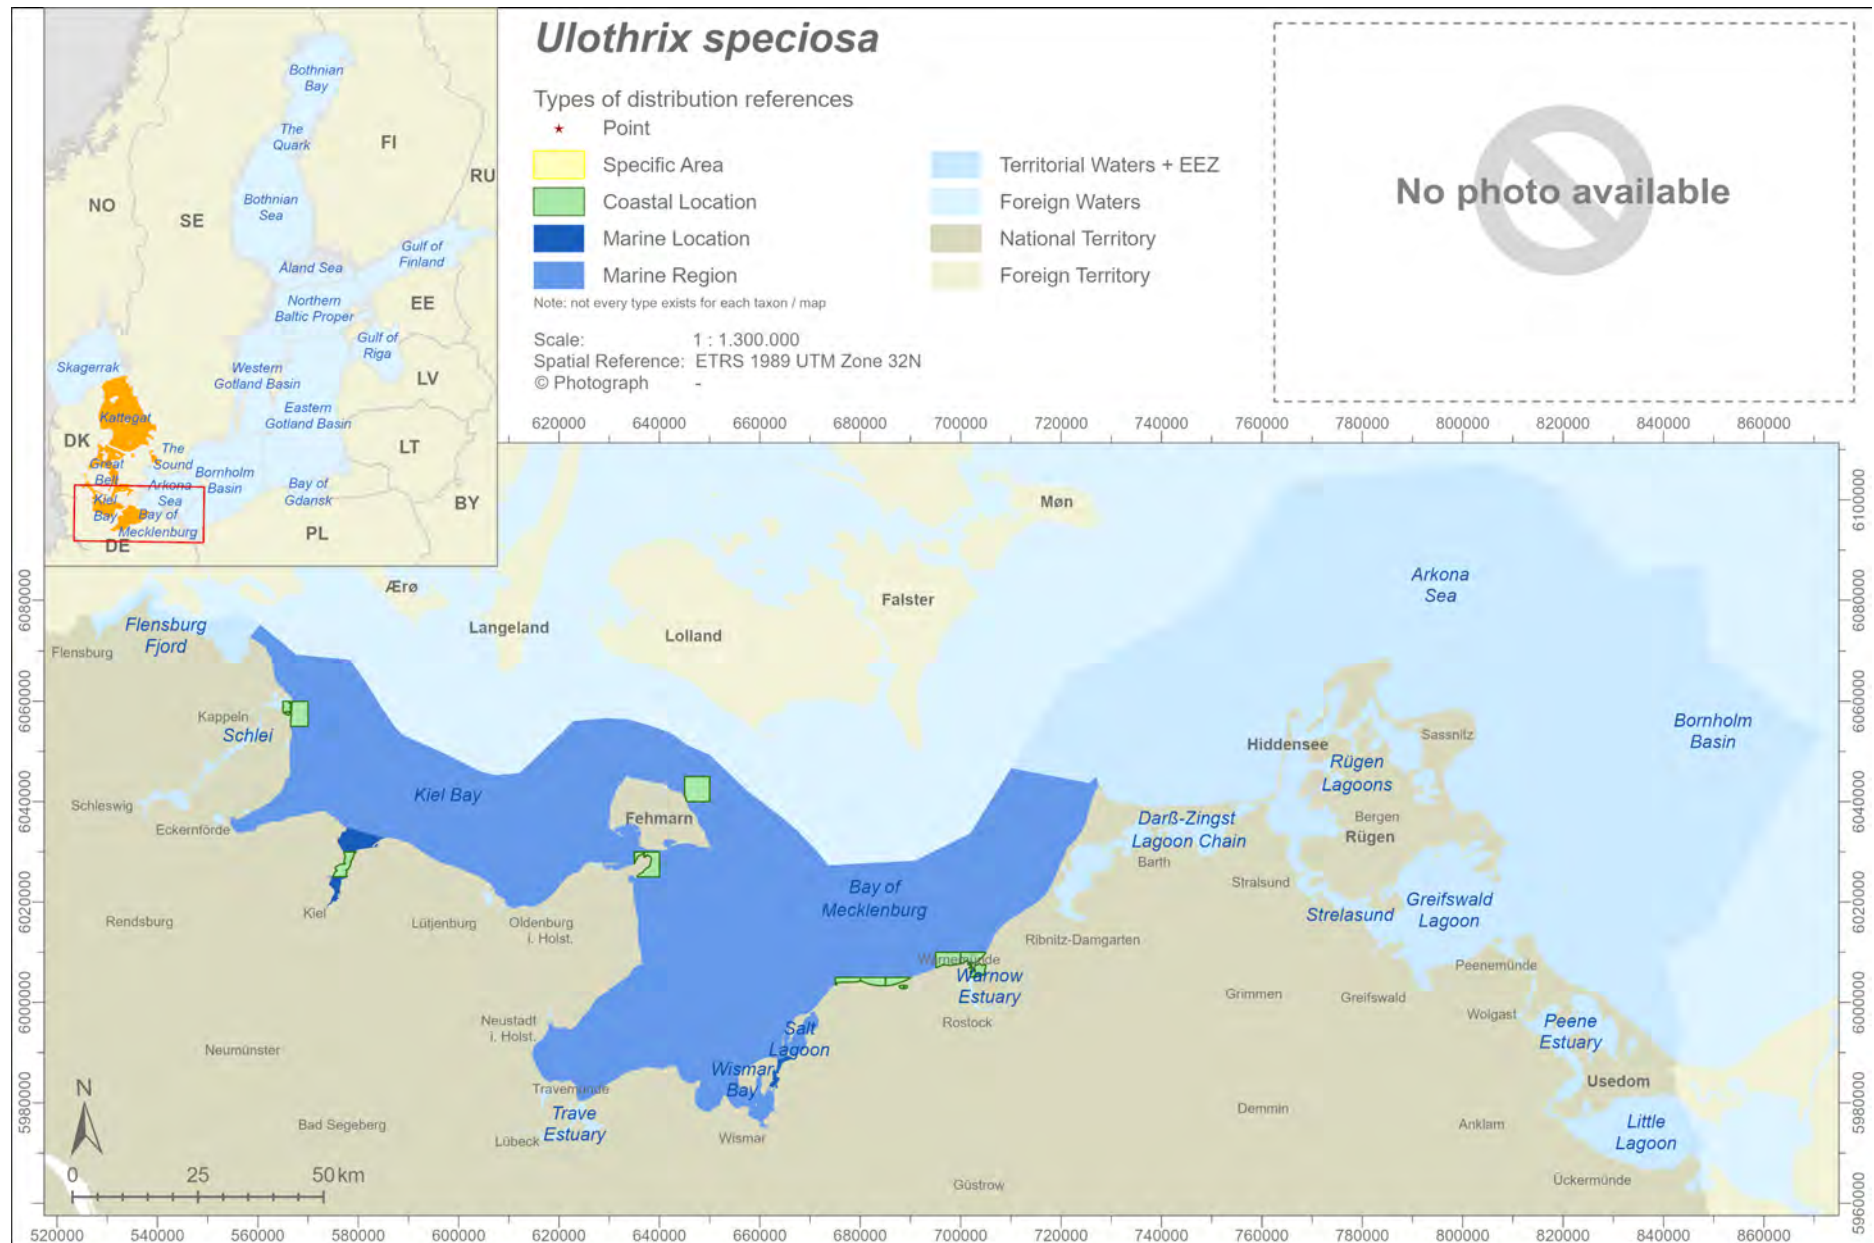 Ulothrix speciosa
Types of distribution references
Point
Specific Area
Coastal Location
Marine Location
Marine Region
Territorial Waters + EEZ
Foreign Waters
National Territory
Foreign Territory
Note: not every type exists for each taxon / map
Scale: 1 : 1.300.000
Spatial Reference: ETRS 1989 UTM Zone 32N
© Photograph -
No photo available
Bothnian
Bay
The
Quark
FI
RU
NO
SE
Bothnian
Sea
Gulf of
Finland
Åland Sea
Northern
Baltic Proper
EE
Gulf of
Riga
Skagerrak
Western
Gotland Basin
LV
Eastern
Gotland Basin
Kattegat
DK
The
Sound
LT
Great
Belt
Bornholm
Basin
Arkona
Sea
Bay of
Gdansk
Kiel
Bay
Bay of
Mecklenburg
BY
PL
DE
620000 640000 660000 680000 700000 720000 740000 760000 780000 800000 820000 840000 860000
6100000
6080000
6060000
6040000
6020000
6000000
5980000
5960000
6080000
6060000
6040000
6020000
6000000
5980000
Møn
Ærø
Arkona
Sea
Falster
Langeland
Lolland
Flensburg
Fjord
Flensburg
Kappeln
Schlei
Bornholm
Basin
Sassnitz
Hiddensee
Rügen
Lagoons
Kiel Bay
Schleswig
Fehmarn
Bergen
Rügen
Eckernförde
Darß-Zingst
Lagoon Chain
Barth
Stralsund
Bay of
Mecklenburg
Greifswald
Lagoon
Strelasund
Kiel
Rendsburg
Lütjenburg
Oldenburg
i. Holst.
Ribnitz-Damgarten
Warnemünde
Warnow
Estuary
Peenemünde
Grimmen
Greifswald
Wolgast
Rostock
Neustadt
i. Holst.
Salt
Lagoon
Peene
Estuary
Neumünster
Wismar
Bay
Usedom
Travemünde
Trave
Estuary
Demmin
Bad Segeberg
Lübeck
Wismar
Anklam
Little
Lagoon
Güstrow
Ückermünde
N
0 25 50 km
520000 540000 560000 580000 600000 620000 640000 660000 680000 700000 720000 740000 760000 780000 800000 820000 840000 860000